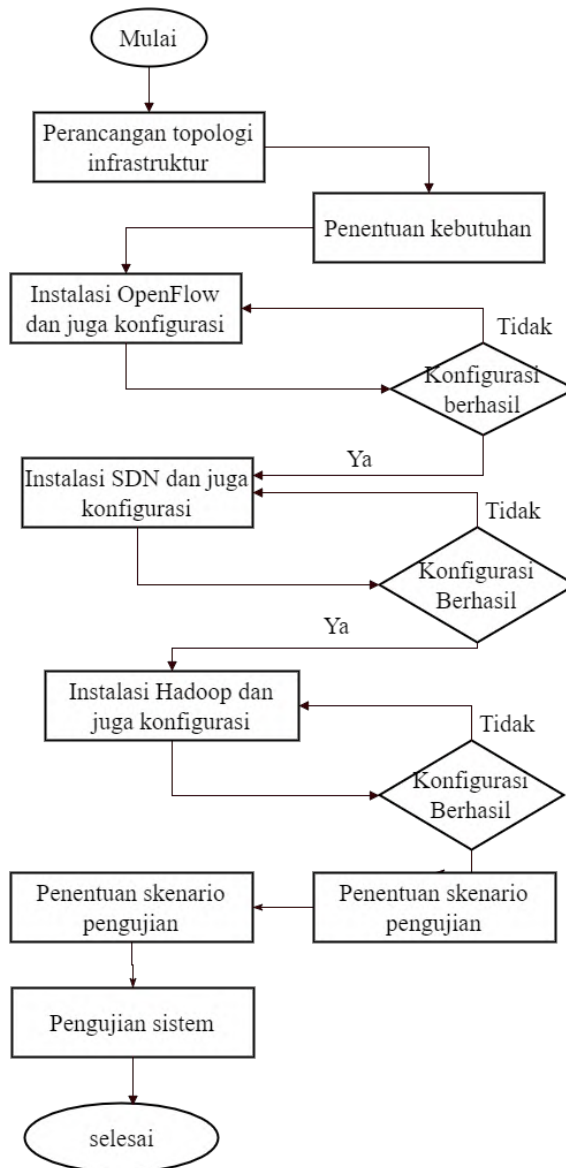 Mulai
Perancangan topologi
infrastruktur
Penentuan kebutuhan
Instalasi OpenFlow
dan juga konfigurasi
Tidak
Konfigurasi
berhasil
Ya
Instalasi SDN dan juga
konfigurasi
Tidak
Konfigurasi
Berhasil
Ya
Instalasi Hadoop dan
juga konfigurasi
Tidak
Konfigurasi
Berhasil
Penentuan skenario
pengujian
Penentuan skenario
pengujian
Pengujian sistem
selesai